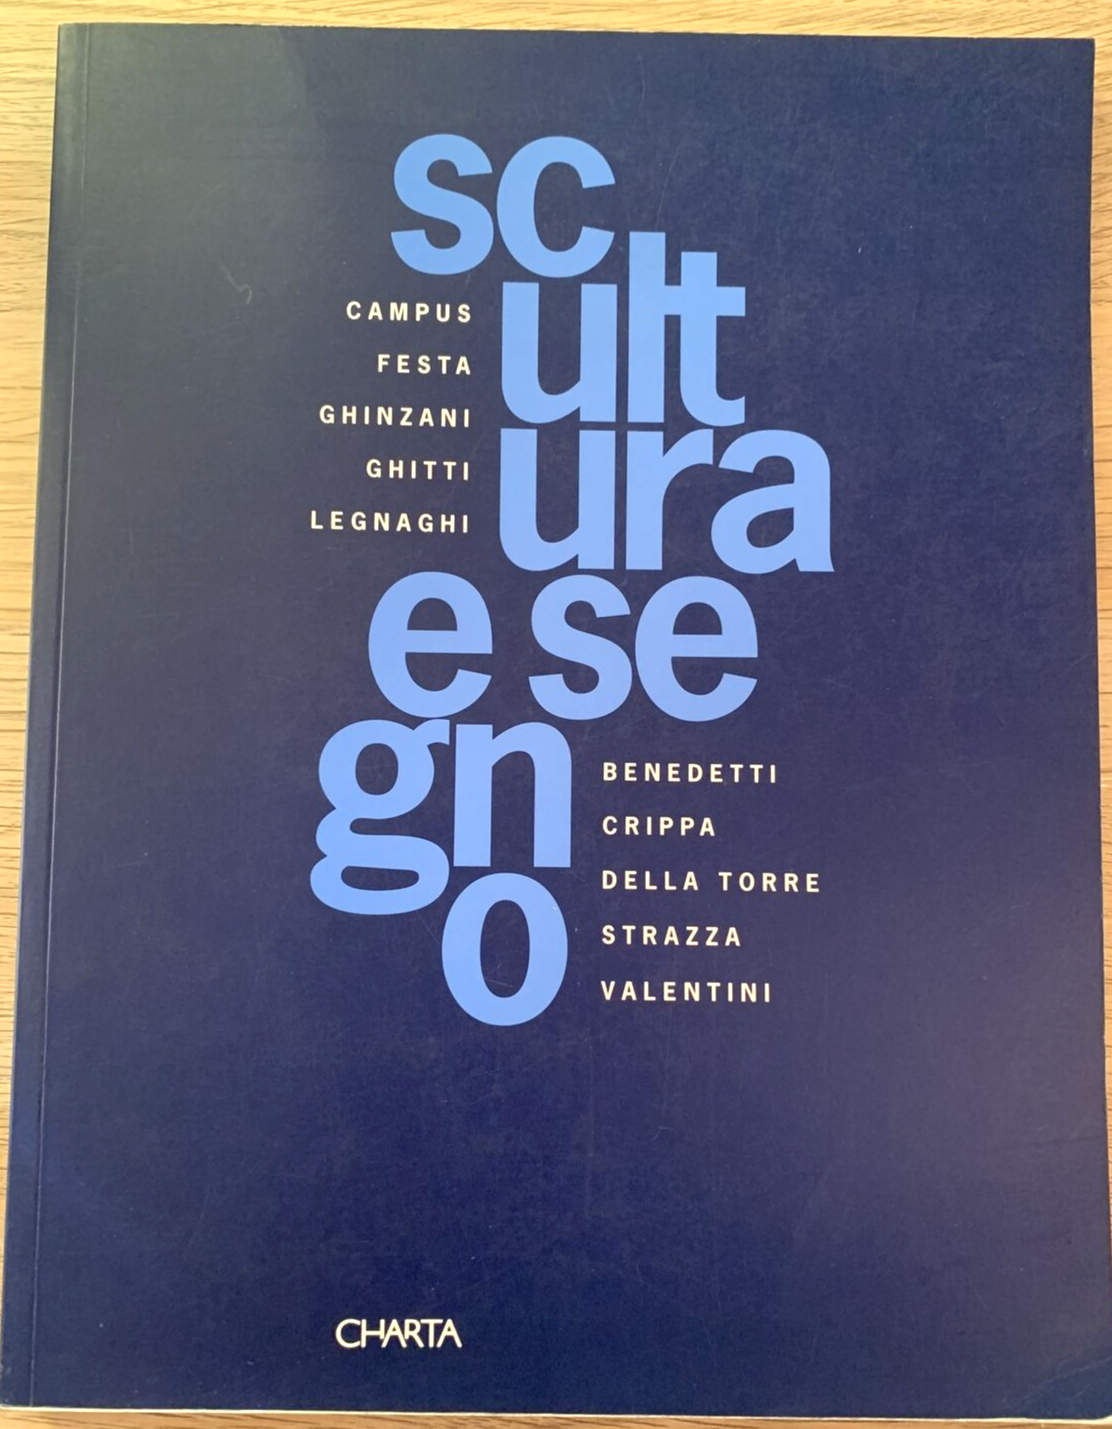 sc
ult
CAMPUS
FESTA
GHINZANI
GHITTI
LEGNAGHI
ura
e se
gn
o
BENEDETTI
CRIPPA
DELLA TORRE
STRAZZA
VALENTINI
CHARTA